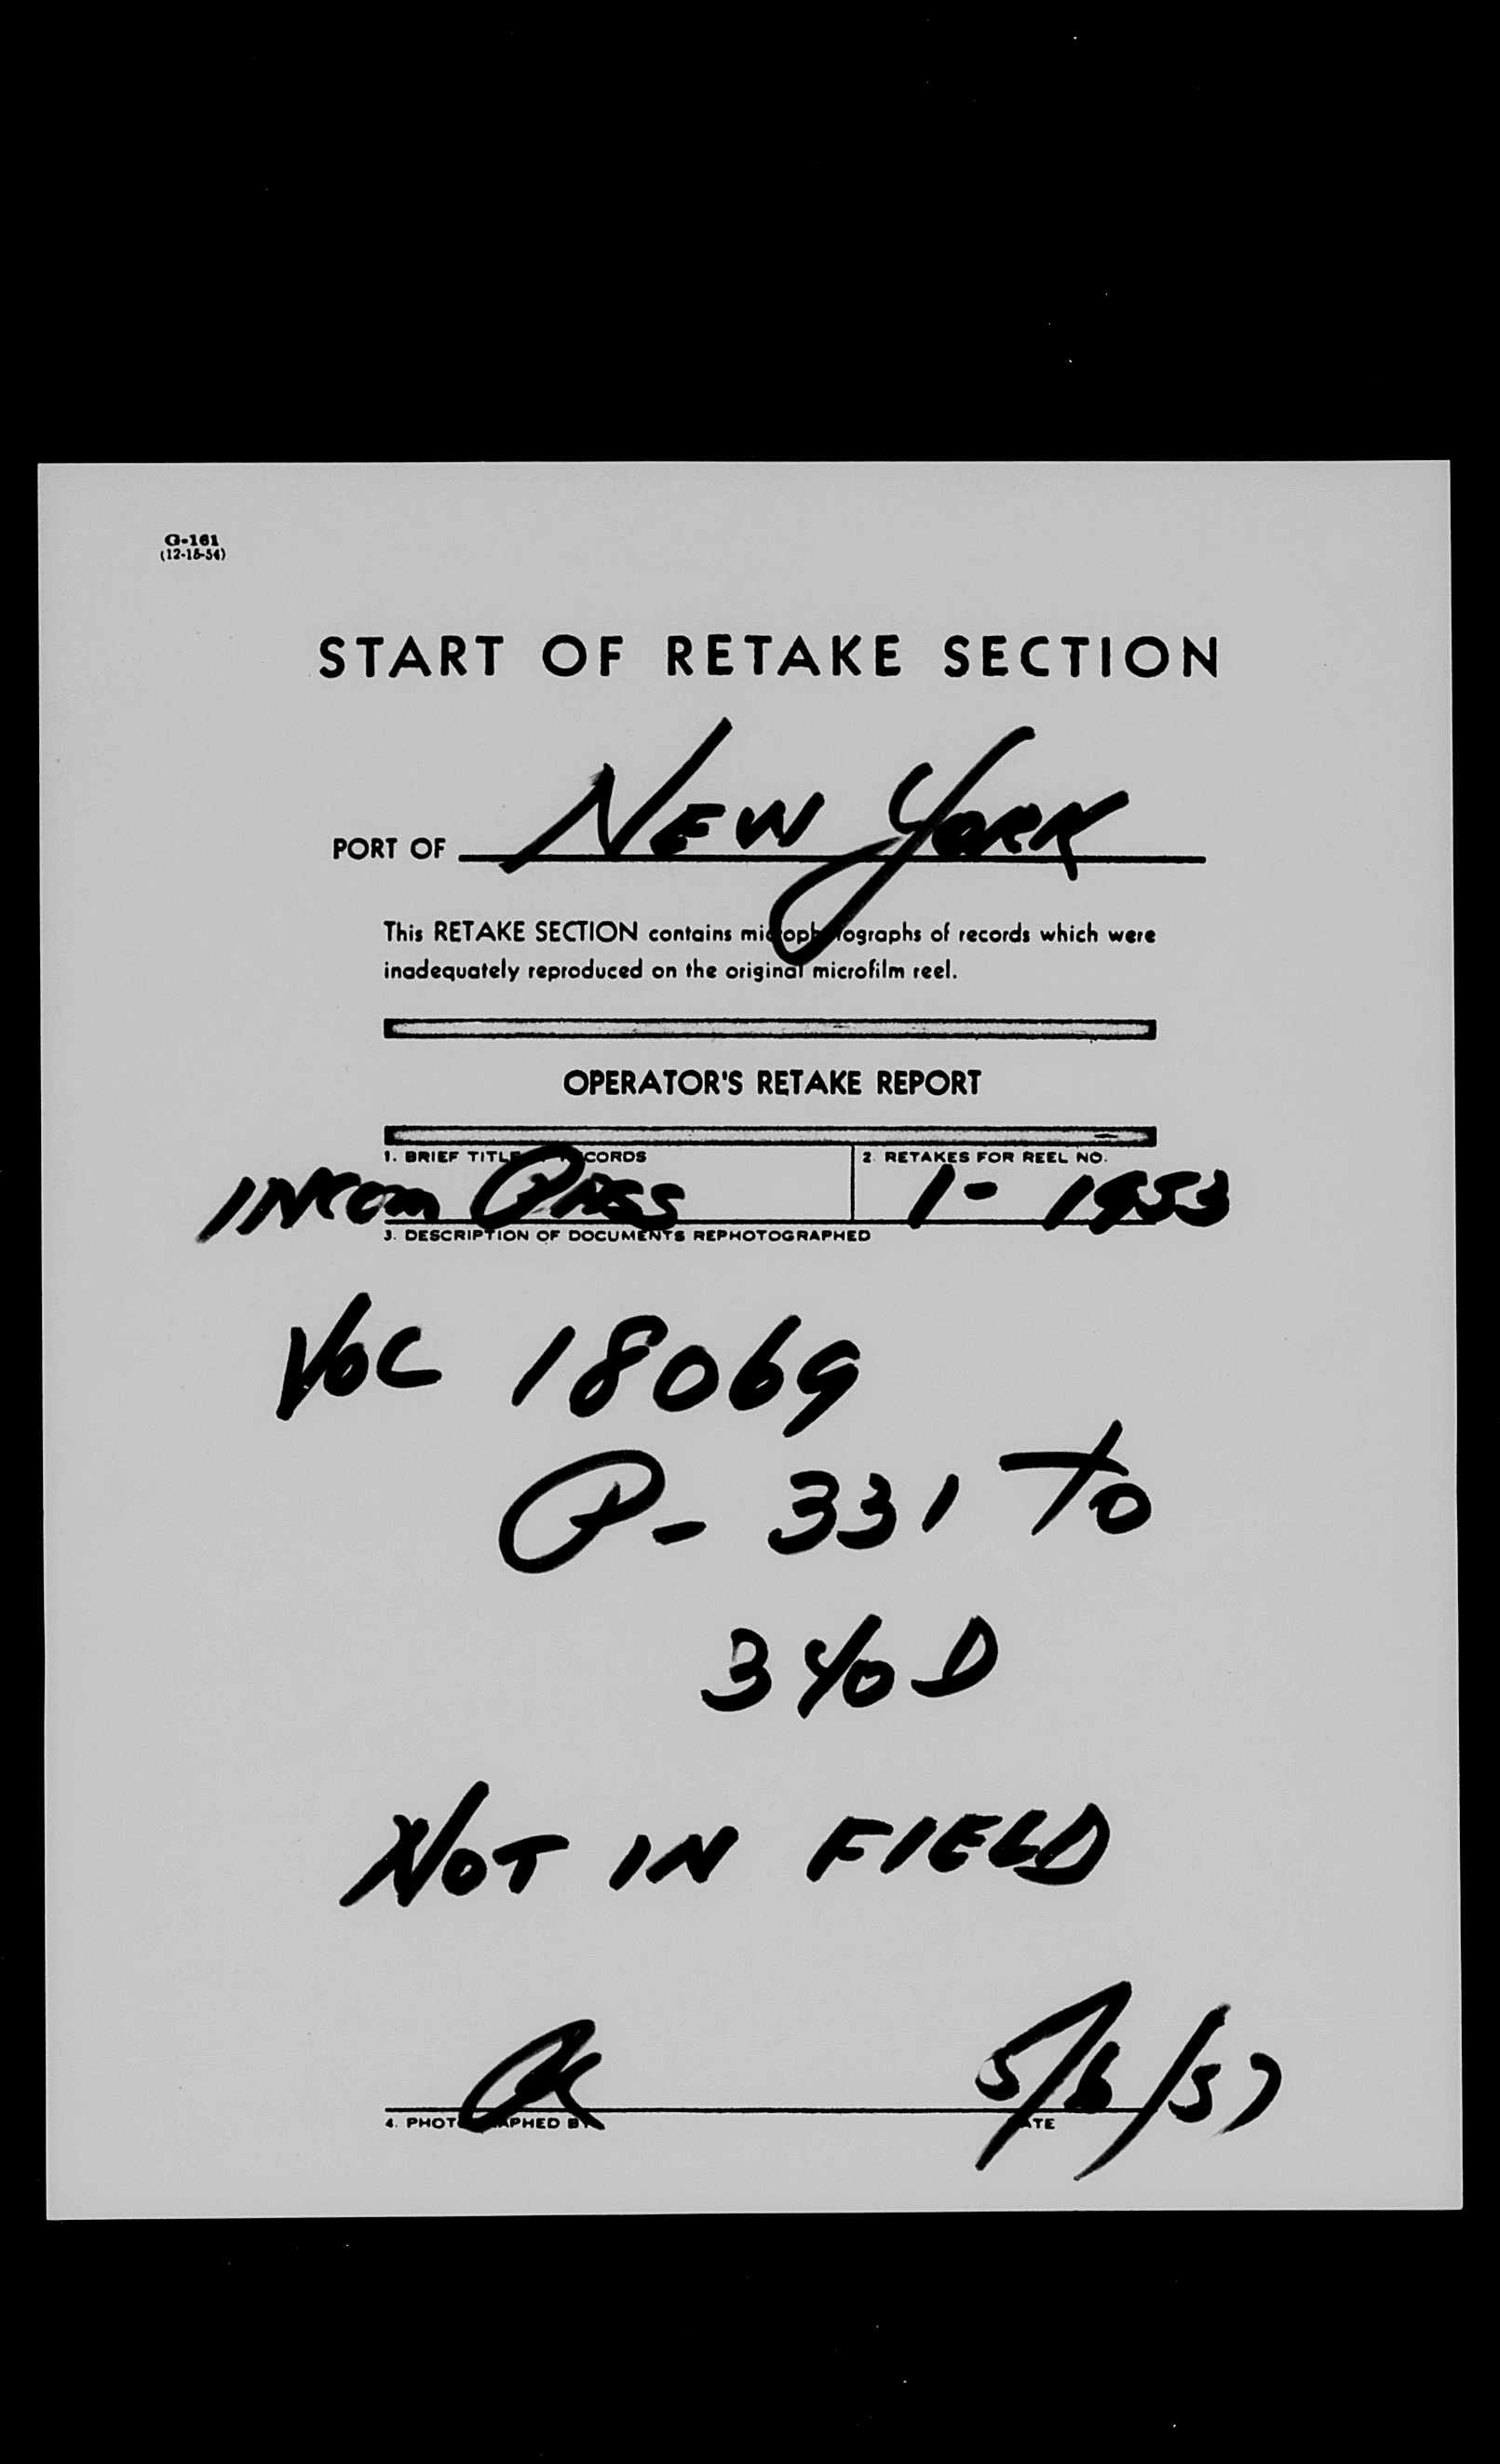 G-161
(12-15-54)
START OF RETAKE SECTION
PORT OF NEW YORK
This RETAKE SECTION contains microphotographs of records which were
inadequately reproduced on the original microfilm reel.
OPERATOR'S RETAKE REPORT
1. BRIEF TITLE OF RECORDS 2. RETAKES FOR REEL NO.
INCOM PASS 1- 1953
3. DESCRIPTION OF DOCUMENTS REPHOTOGRAPHED
VOL 18069
P- 331 TO
340 D
NOT IN FIELD
5/6/57
4. PHOTOGRAPHED BY DATE